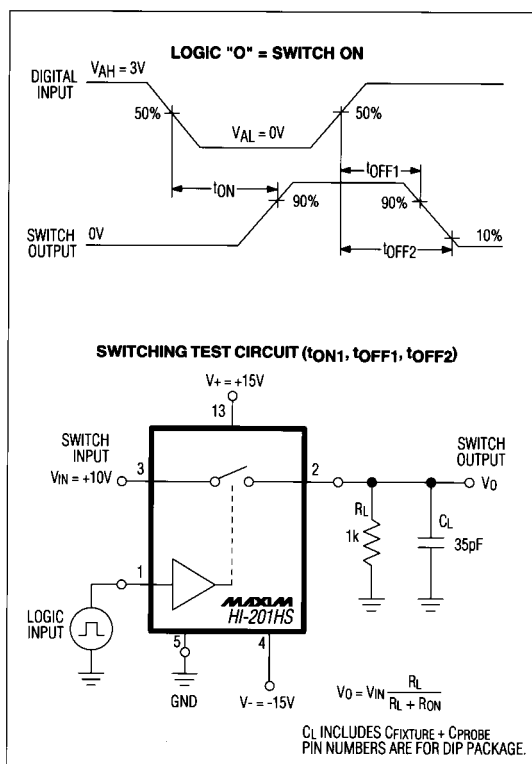 LOGIC "O" = SWITCH ON
DIGITAL INPUT
VAH = 3V
50%
VAL = 0V
50%
tOFF1
tON
90%
90%
SWITCH OUTPUT
0V
tOFF2
10%
SWITCHING TEST CIRCUIT (tON1, tOFF1, tOFF2)
V+ = +15V
13
SWITCH INPUT
VIN = +10V
3
2
SWITCH OUTPUT
VO
RL
1k
CL
35pF
1
LOGIC INPUT
MAXIM
HI-201HS
5
4
GND
V- = -15V
VO = VIN RL / RL + RON
CL INCLUDES CFIXTURE + CPROBE
PIN NUMBERS ARE FOR DIP PACKAGE.